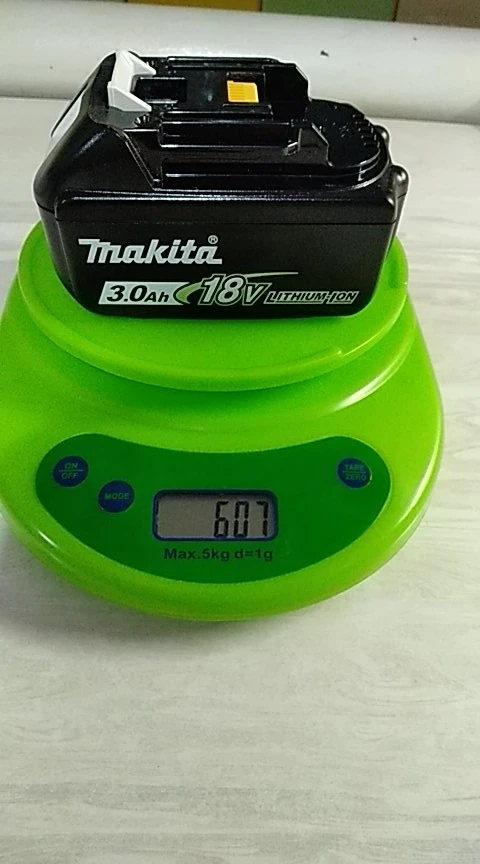 makita®
3.0Ah 18V LITHIUM-ION
ON
OFF
MODE
TARE
ZERO
607
Max.5kg d=1g